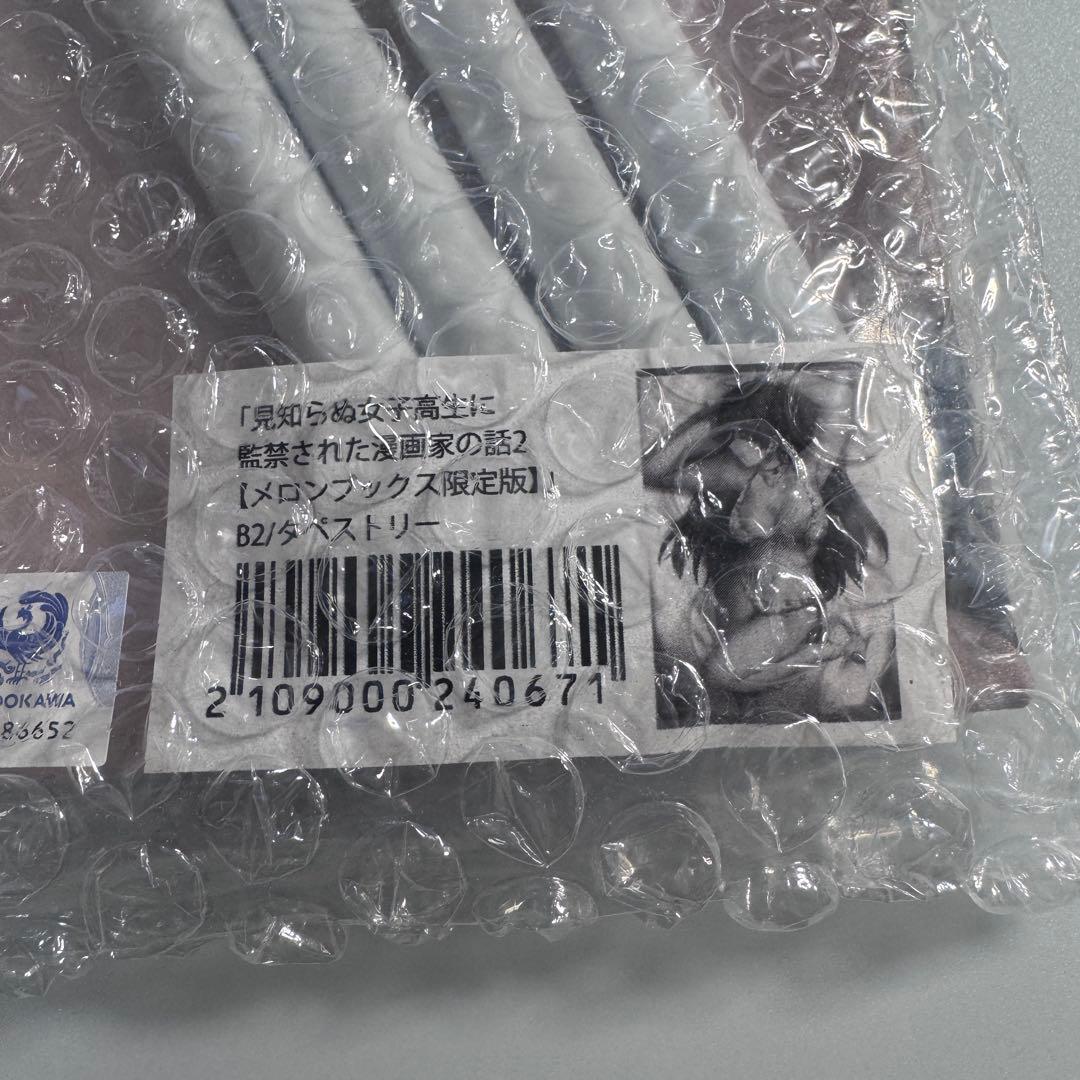 「見知らぬ女子高生に
監禁された漫画家の話2
【メロンブックス限定版】」
B2/タペストリー
2 109000 240671
DOKAWA
86652